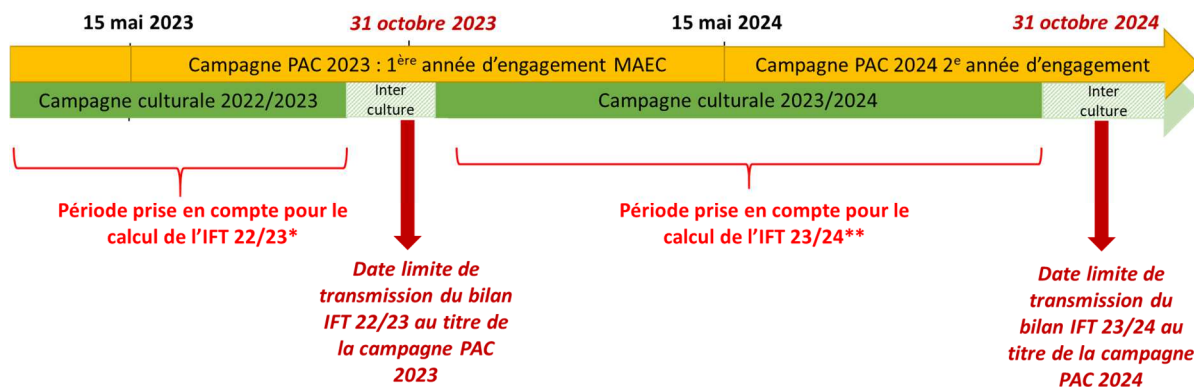 15 mai 2023
31 octobre 2023
15 mai 2024
31 octobre 2024
Campagne PAC 2023 : 1ère année d’engagement MAEC
Campagne PAC 2024 2e année d’engagement
Campagne culturale 2022/2023
Inter
culture
Campagne culturale 2023/2024
Inter
culture
Période prise en compte pour le
calcul de l’IFT 22/23*
Période prise en compte pour le
calcul de l’IFT 23/24**
Date limite de
transmission du bilan
IFT 22/23 au titre de
la campagne PAC
2023
Date limite de
transmission du
bilan IFT 23/24 au
titre de la campagne
PAC 2024